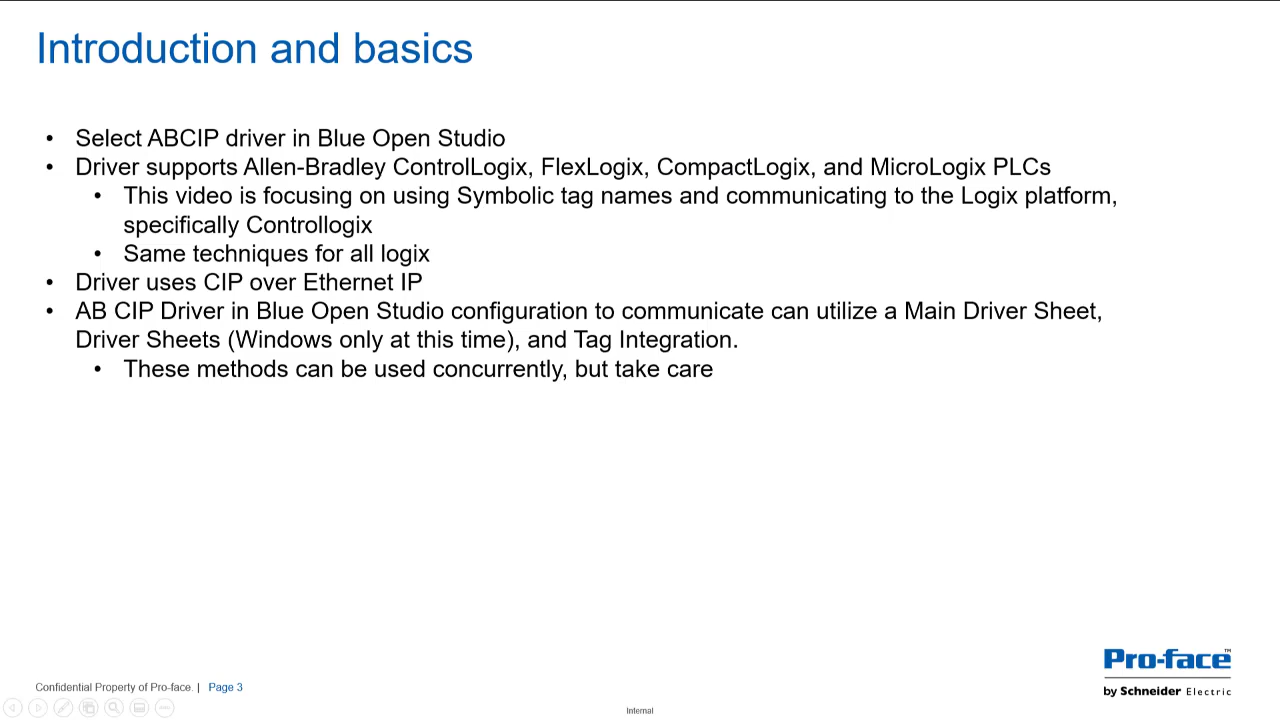 Introduction and basics
• Select ABCIP driver in Blue Open Studio
• Driver supports Allen-Bradley ControlLogix, FlexLogix, CompactLogix, and MicroLogix PLCs
• This video is focusing on using Symbolic tag names and communicating to the Logix platform,
specifically Controllogix
• Same techniques for all logix
• Driver uses CIP over Ethernet IP
• AB CIP Driver in Blue Open Studio configuration to communicate can utilize a Main Driver Sheet,
Driver Sheets (Windows only at this time), and Tag Integration.
• These methods can be used concurrently, but take care
Pro-face™
by Schneider Electric
Confidential Property of Pro-face. | Page 3
Internal